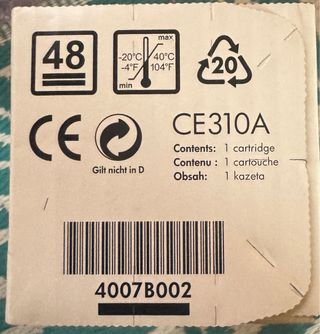 48
max
-20°C 40°C
-4°F 104°F
min
20
CE
CE310A
Gilt nicht in D
Contents: 1 cartridge
Contenu : 1 cartouche
Obsah: 1 kazeta
4007B002